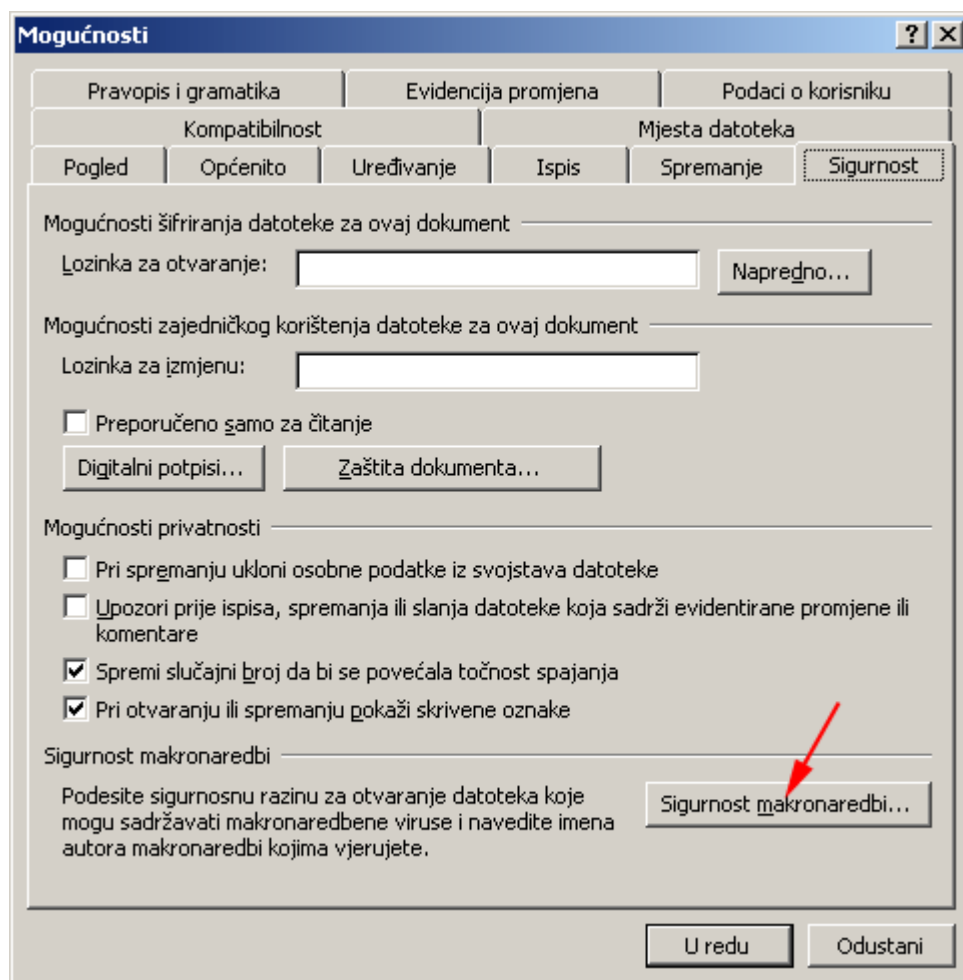 Mogućnosti
Pravopis i gramatika
Evidencija promjena
Podaci o korisniku
Kompatibilnost
Mjesta datoteka
Pogled
Općenito
Uređivanje
Ispis
Spremanje
Sigurnost
Mogućnosti šifriranja datoteke za ovaj dokument
Lozinka za otvaranje:
Napredno...
Mogućnosti zajedničkog korištenja datoteke za ovaj dokument
Lozinka za izmjenu:
Preporučeno samo za čitanje
Digitalni potpisi...
Zaštita dokumenta...
Mogućnosti privatnosti
Pri spremanju ukloni osobne podatke iz svojstava datoteke
Upozori prije ispisa, spremanja ili slanja datoteke koja sadrži evidentirane promjene ili
komentare
Spremi slučajni broj da bi se povećala točnost spajanja
Pri otvaranju ili spremanju pokaži skrivene oznake
Sigurnost makronaredbi
Podesite sigurnosnu razinu za otvaranje datoteka koje
mogu sadržavati makronaredbene viruse i navedite imena
autora makronaredbi kojima vjerujete.
Sigurnost makronaredbi...
U redu
Odustani